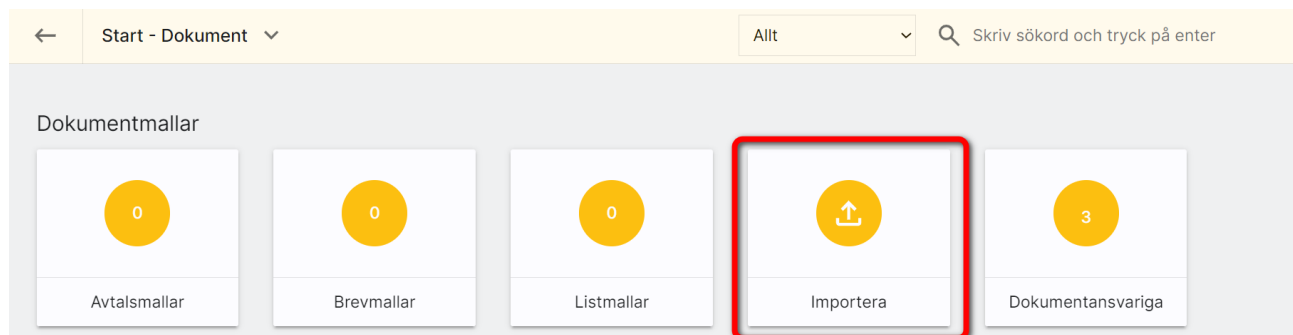 Start - Dokument
Allt
Skriv sökord och tryck på enter
Dokumentmallar
0
0
0
3
Avtalsmallar
Brevmallar
Listmallar
Importera
Dokumentansvariga